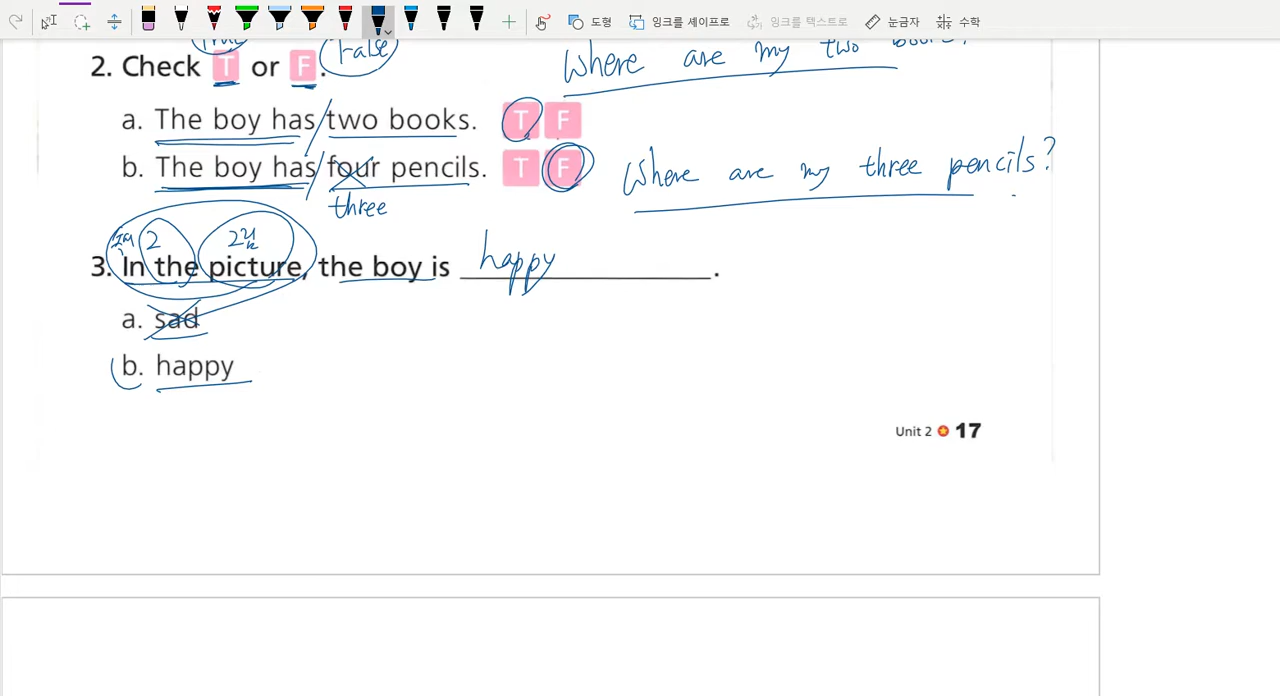 도형 잉크를 셰이프로 잉크를 텍스트로 눈금자 수학
True False
2. Check T or F.
Where are my two books?
a. The boy has/two books. T F
b. The boy has/four pencils. T F
Where are my three pencils?
three
2
3. In the picture, the boy is happy.
a. sad
b. happy
Unit 2 17